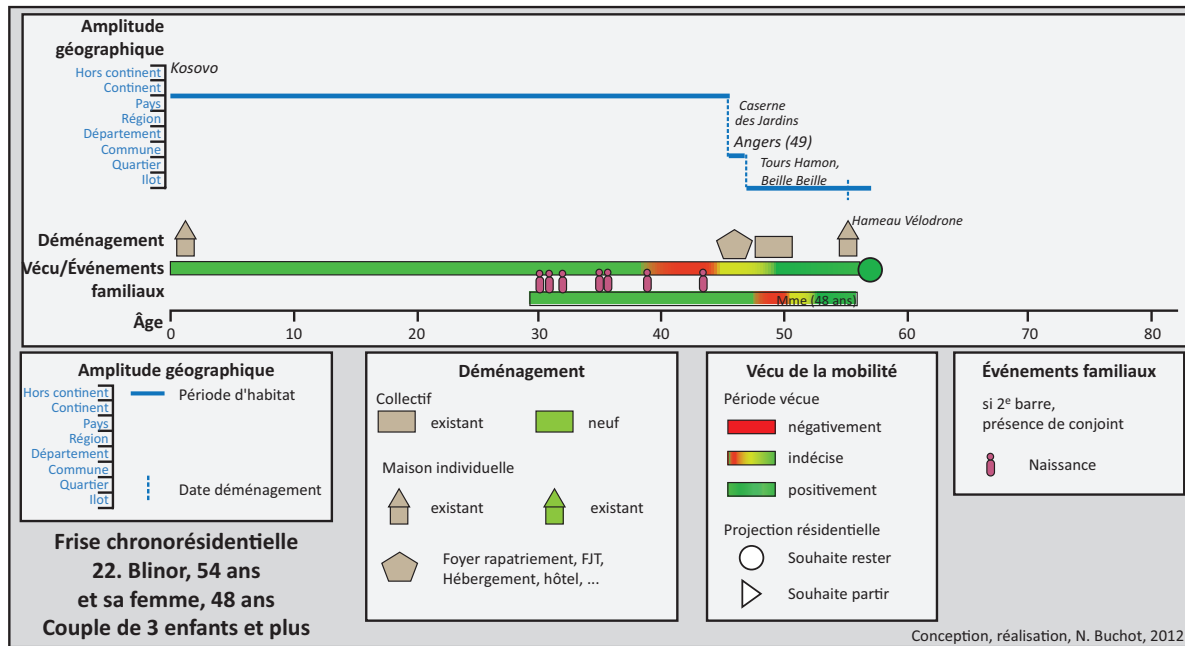 Amplitude
géographique
Hors continent
Continent
Pays
Région
Département
Commune
Quartier
Ilot
Kosovo
Caserne
des Jardins
Angers (49)
Tours Hamon,
Beille Beille
Hameau Vélodrone
Déménagement
Vécu/Événements
familiaux
Mme (48 ans)
Âge
0 10 20 30 40 50 60 70 80
Amplitude géographique
Hors continent
Continent
Pays
Région
Département
Commune
Quartier
Ilot
Période d'habitat
Date déménagement
Frise chronorésidentielle
22. Blinor, 54 ans
et sa femme, 48 ans
Couple de 3 enfants et plus
Déménagement
Collectif
existant neuf
Maison individuelle
existant existant
Foyer rapatriement, FJT,
Hébergement, hôtel, ...
Vécu de la mobilité
Période vécue
négativement
indécise
positivement
Projection résidentielle
Souhaite rester
Souhaite partir
Événements familiaux
si 2e barre,
présence de conjoint
Naissance
Conception, réalisation, N. Buchot, 2012